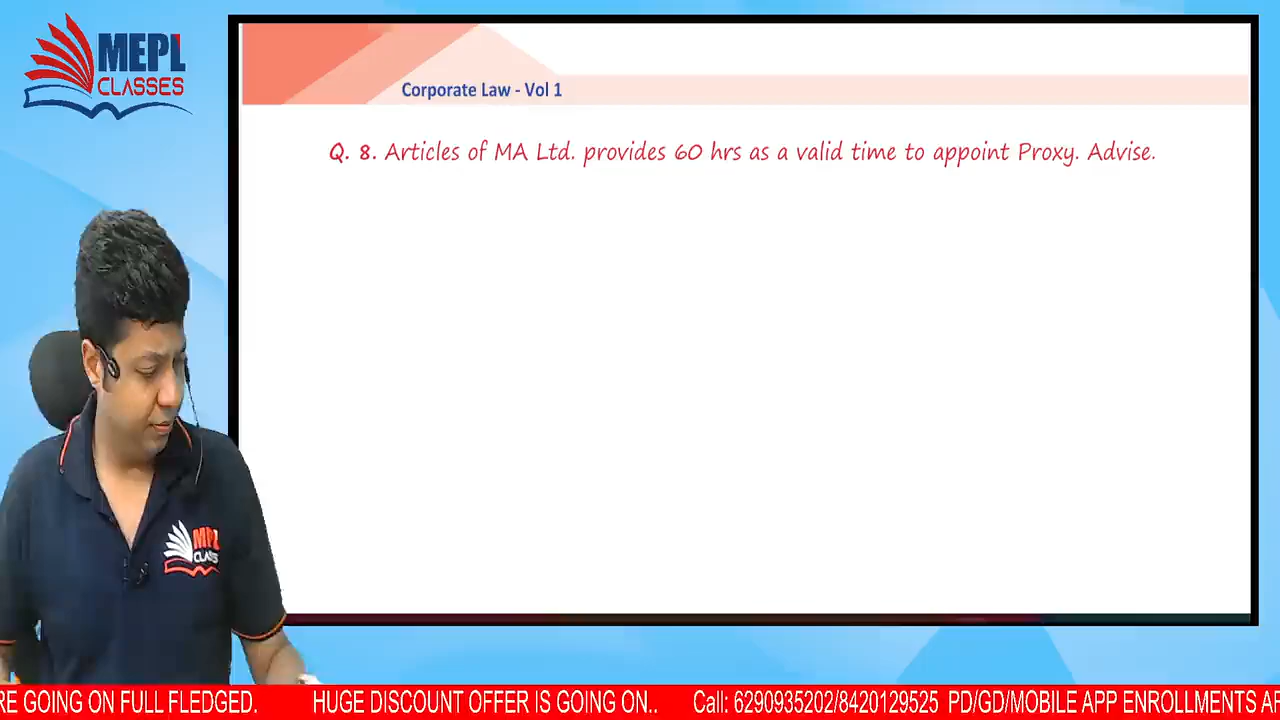 MEPL
CLASSES
Corporate Law - Vol 1
Q. 8. Articles of MA Ltd. provides 60 hrs as a valid time to appoint Proxy. Advise.
MPL
CLASS
RE GOING ON FULL FLEDGED. HUGE DISCOUNT OFFER IS GOING ON.. Call: 6290935202/8420129525 PD/GD/MOBILE APP ENROLLMENTS AR